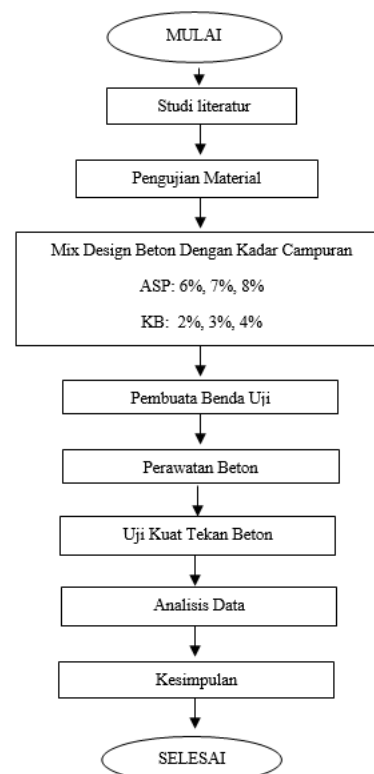 MULAI
Studi literatur
Pengujian Material
Mix Design Beton Dengan Kadar Campuran
ASP: 6%, 7%, 8%
KB: 2%, 3%, 4%
Pembuata Benda Uji
Perawatan Beton
Uji Kuat Tekan Beton
Analisis Data
Kesimpulan
SELESAI